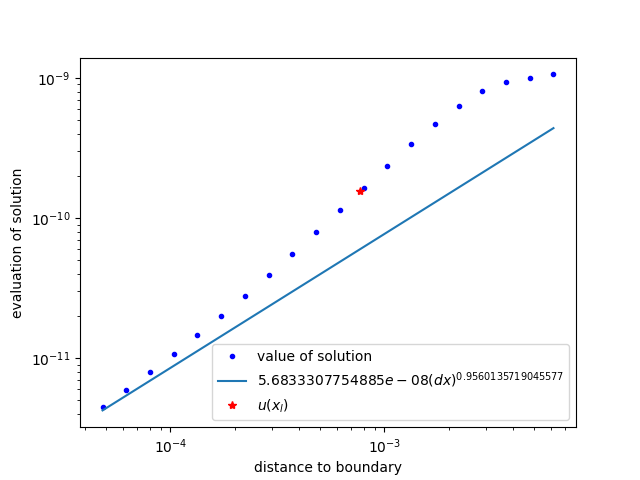 10^{-9}
10^{-10}
10^{-11}
evaluation of solution
value of solution
5.6833307754885e − 08(dx)^{0.9560135719045577}
u(x_l)
10^{-4}
10^{-3}
distance to boundary